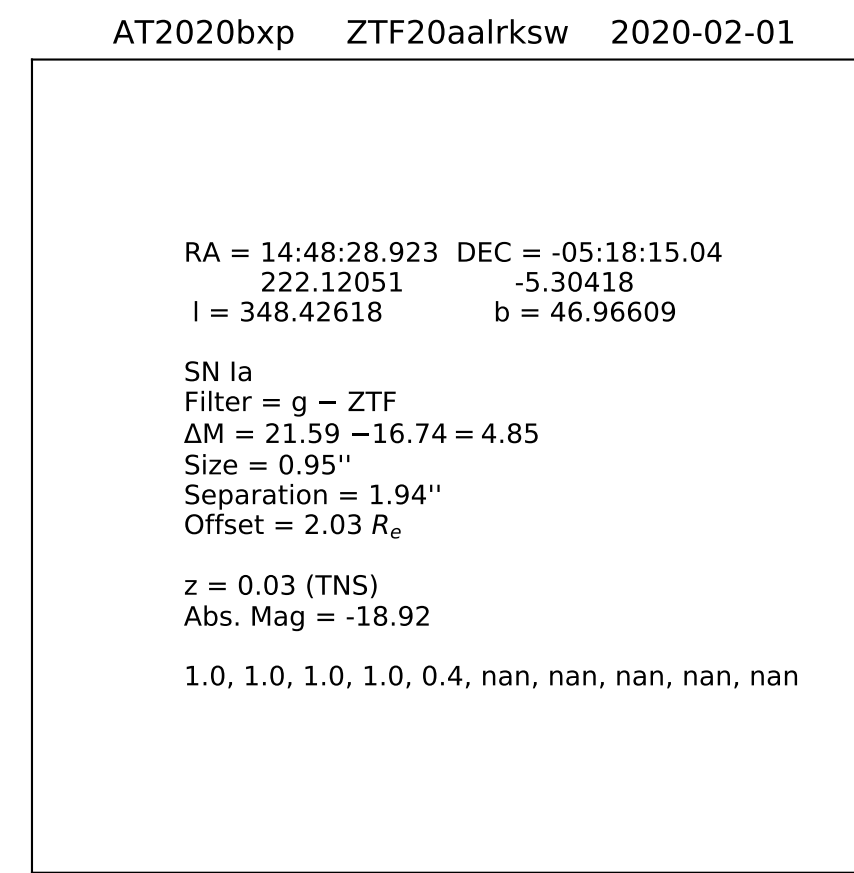 AT2020bxp ZTF20aalrksw 2020-02-01
RA = 14:48:28.923 DEC = -05:18:15.04
222.12051 -5.30418
l = 348.42618 b = 46.96609
SN Ia
Filter = g − ZTF
ΔM = 21.59 −16.74 = 4.85
Size = 0.95''
Separation = 1.94''
Offset = 2.03 Re
z = 0.03 (TNS)
Abs. Mag = -18.92
1.0, 1.0, 1.0, 1.0, 0.4, nan, nan, nan, nan, nan